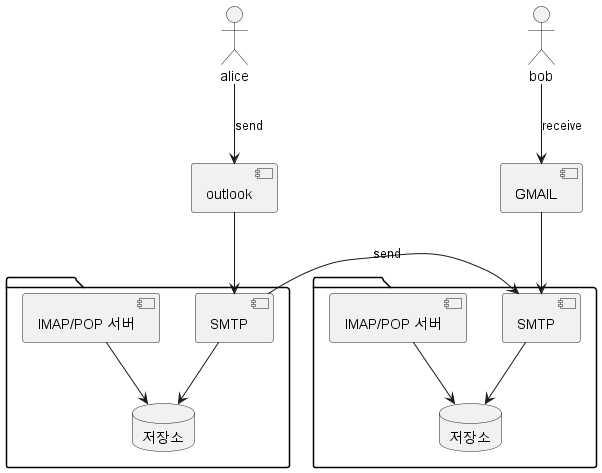 alice
bob
send
receive
outlook
GMAIL
send
IMAP/POP 서버
SMTP
IMAP/POP 서버
SMTP
저장소
저장소